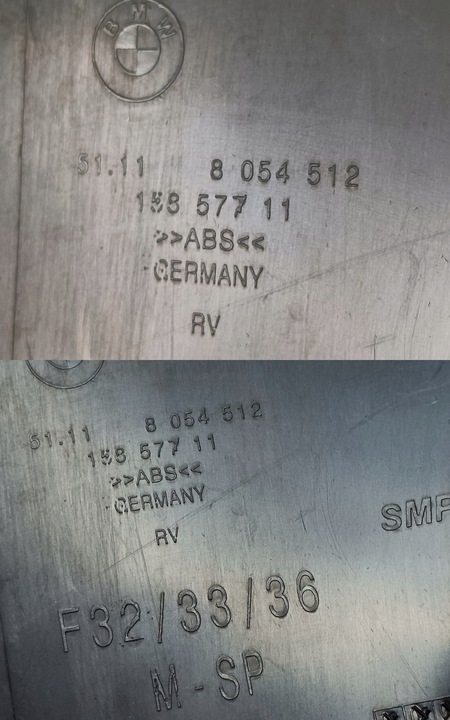 BMW
51.11 8 054 512
158 577 11
>>ABS<<
GERMANY
RV
51.11 8 054 512
158 577 11
>>ABS<<
GERMANY
RV
SMP
F32/33/36
M-SP